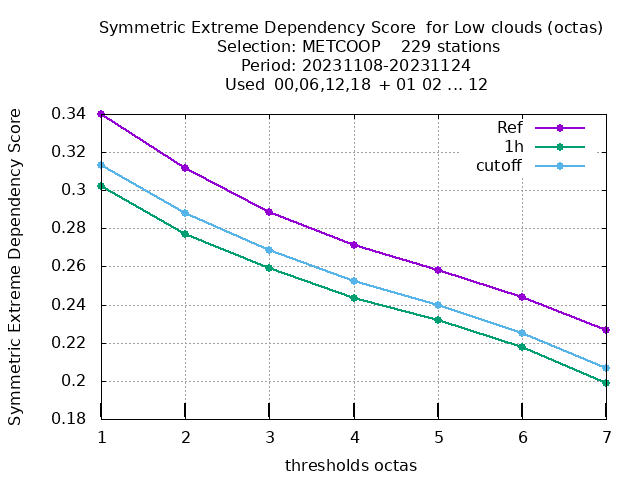 Symmetric Extreme Dependency Score  for Low clouds (octas)
Selection: METCOOP    229 stations
Period: 20231108-20231124
Used  00,06,12,18 + 01 02 ... 12
Symmetric Extreme Dependency Score
0.34
0.32
0.3
0.28
0.26
0.24
0.22
0.2
0.18
Ref
1h
cutoff
1 2 3 4 5 6 7
thresholds octas